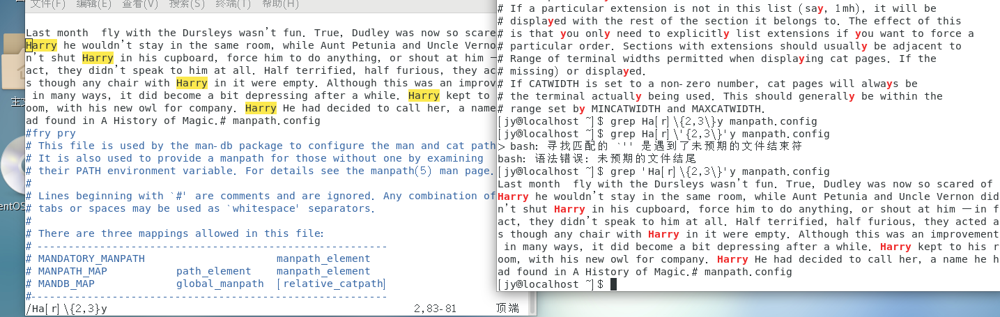 文件(F) 编辑(E) 查看(V) 搜索(S) 终端(T) 帮助(H)
Last month  fly with the Dursleys wasn't fun. True, Dudley was now so scare
Harry he wouldn't stay in the same room, while Aunt Petunia and Uncle Verno
n't shut Harry in his cupboard, force him to do anything, or shout at him —
act, they didn't speak to him at all. Half terrified, half furious, they ac
s though any chair with Harry in it were empty. Although this was an improv
 in many ways, it did become a bit depressing after a while. Harry kept to
oom, with his new owl for company. Harry He had decided to call her, a name
ad found in A History of Magic.# manpath.config
#fry pry
# This file is used by the man-db package to configure the man and cat path
# It is also used to provide a manpath for those without one by examining
# their PATH environment variable. For details see the manpath(5) man page.
#
# Lines beginning with `#' are comments and are ignored. Any combination of
# tabs or spaces may be used as `whitespace' separators.
#
# There are three mappings allowed in this file:
# --------------------------------------------------------
# MANDATORY_MANPATH                     manpath_element
# MANPATH_MAP           path_element    manpath_element
# MANDB_MAP             global_manpath  [relative_catpath]
#---------------------------------------------------------
/Ha[r]\{2,3}y                                                 2,83-81      顶端
# If a particular extension is not in this list (say, 1mh), it will be
# displayed with the rest of the section it belongs to. The effect of this
# is that you only need to explicitly list extensions if you want to force a
# particular order. Sections with extensions should usually be adjacent to
# Range of terminal widths permitted when displaying cat pages. If the
# missing) or displayed.
# If CATWIDTH is set to a non-zero number, cat pages will always be
# the terminal actually being used. This should generally be within the
# range set by MINCATWIDTH and MAXCATWIDTH.
[jy@localhost ~]$ grep Ha[r]\{2,3\}y manpath.config
[jy@localhost ~]$ grep Ha[r]\'{2,3\}'y manpath.config
> bash: 寻找匹配的 `'' 是遇到了未预期的文件结束符
bash: 语法错误: 未预期的文件结尾
[jy@localhost ~]$ grep 'Ha[r]\{2,3\}'y manpath.config
Last month  fly with the Dursleys wasn't fun. True, Dudley was now so scared of
Harry he wouldn't stay in the same room, while Aunt Petunia and Uncle Vernon did
n't shut Harry in his cupboard, force him to do anything, or shout at him —in f
act, they didn't speak to him at all. Half terrified, half furious, they acted a
s though any chair with Harry in it were empty. Although this was an improvement
 in many ways, it did become a bit depressing after a while. Harry kept to his r
oom, with his new owl for company. Harry He had decided to call her, a name he h
ad found in A History of Magic.# manpath.config
[jy@localhost ~]$